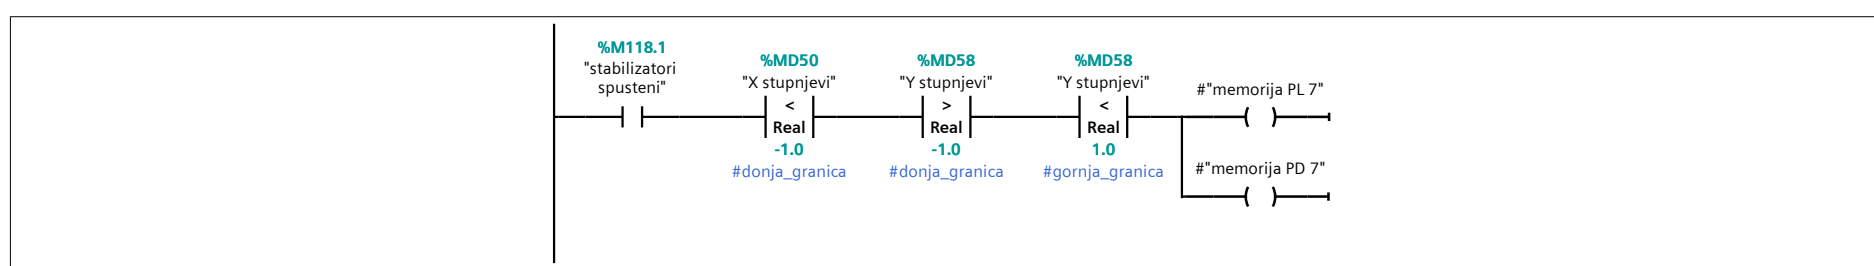 %M118.1
"stabilizatori
spusteni"
%MD50
"X stupnjevi"
<
Real
-1.0
#donja_granica
%MD58
"Y stupnjevi"
>
Real
-1.0
#donja_granica
%MD58
"Y stupnjevi"
<
Real
1.0
#gornja_granica
#"memorija PL 7"
#"memorija PD 7"